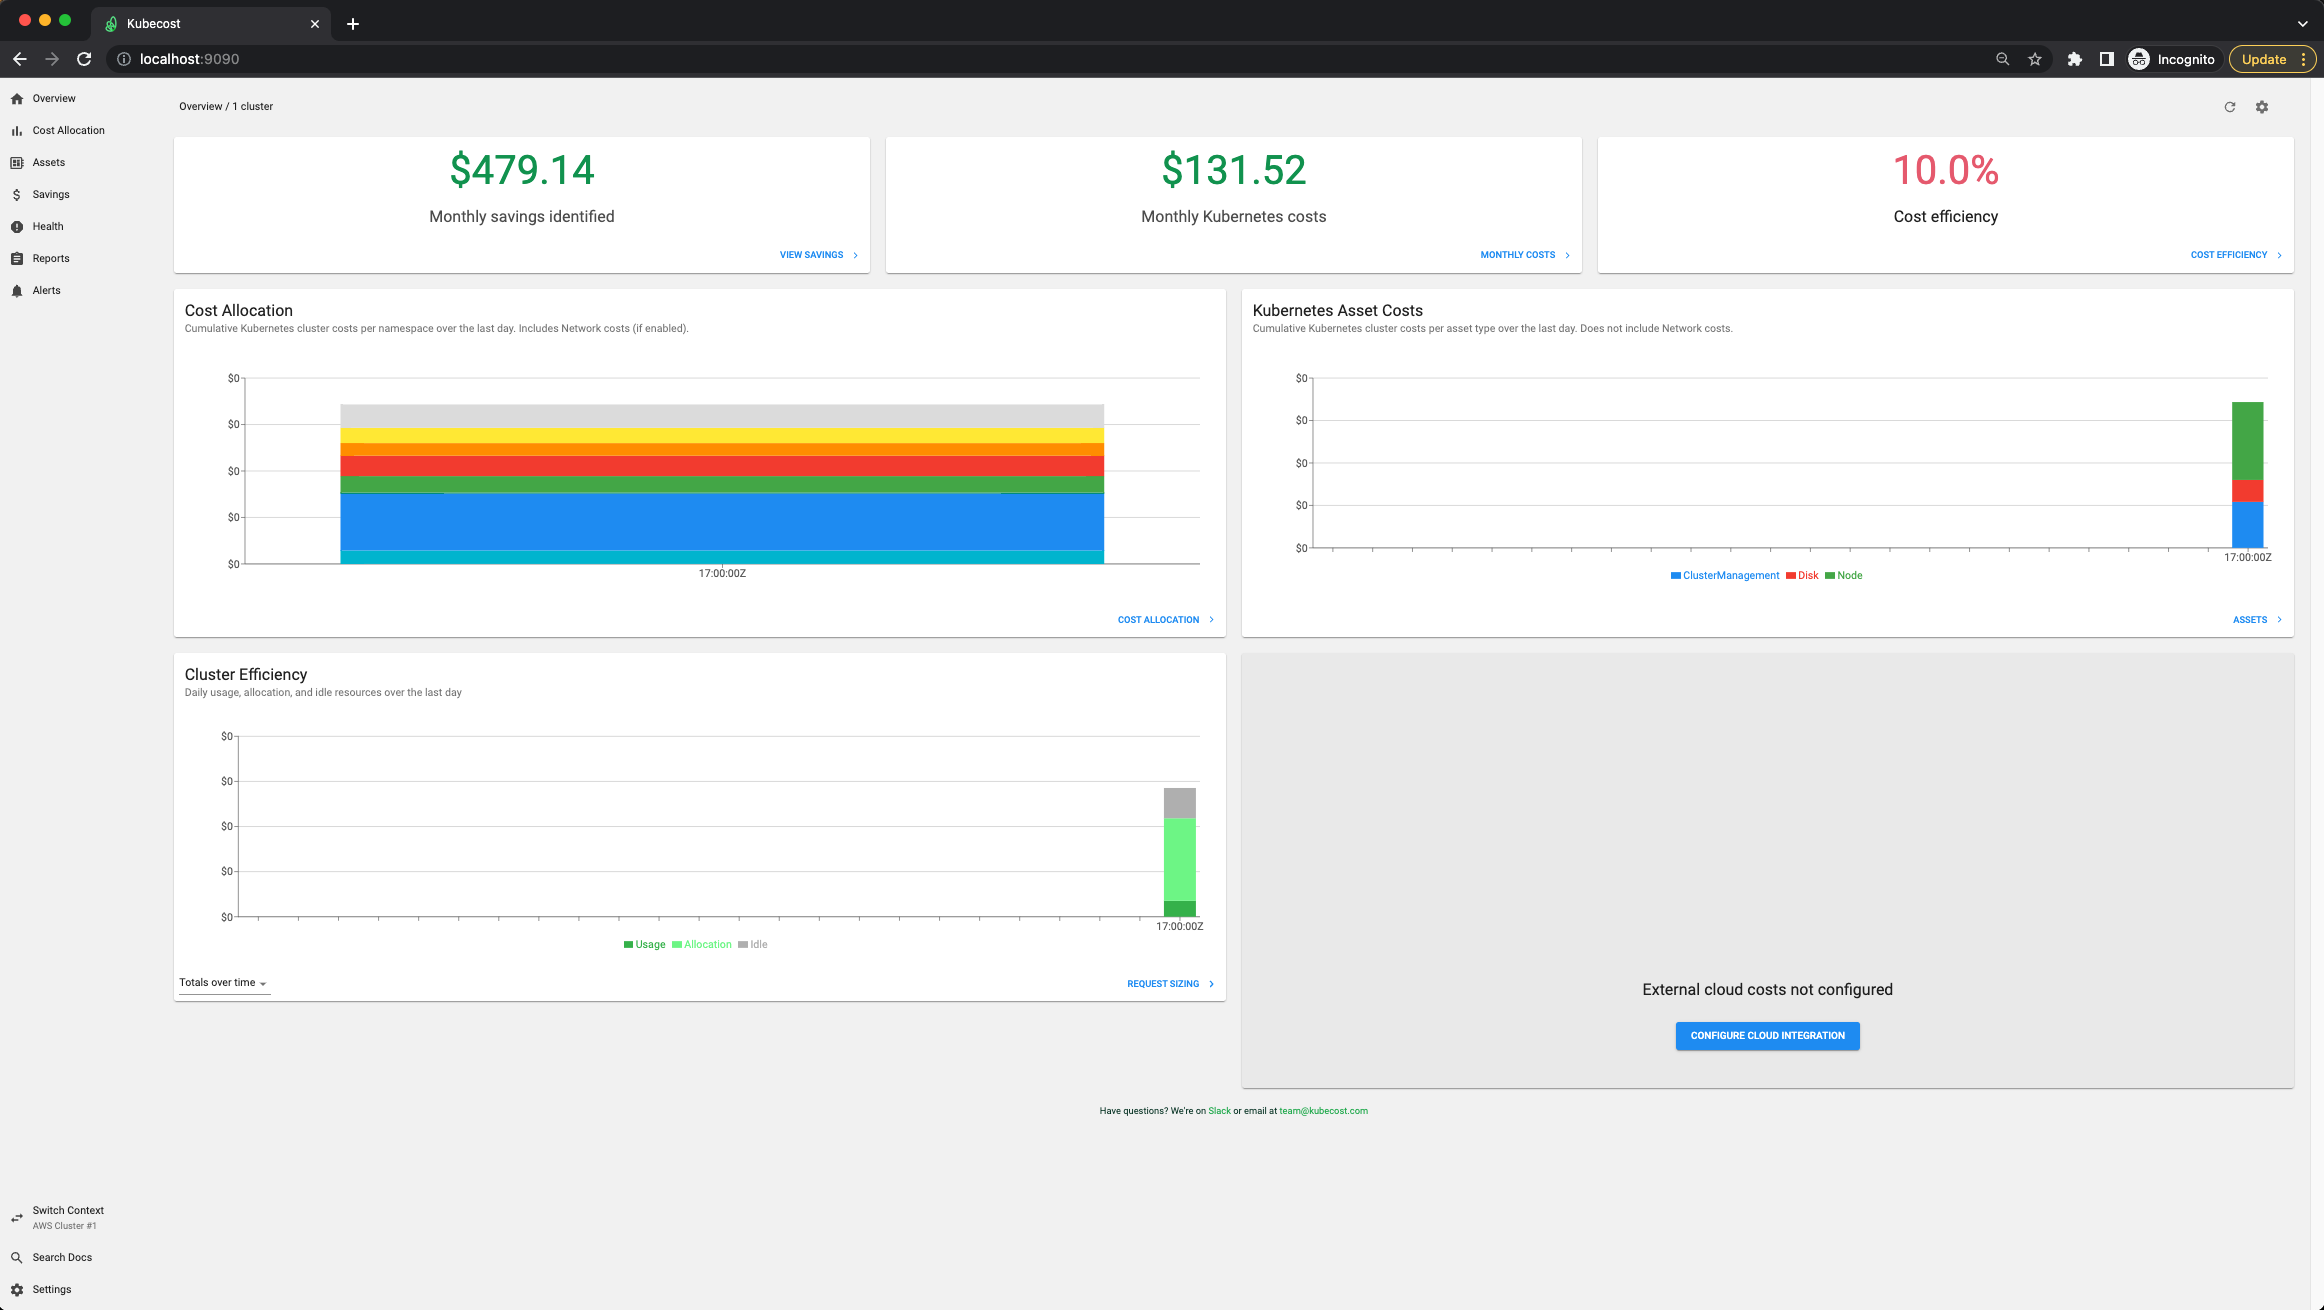 Kubecost
localhost:9090
Incognito
Update
Overview
Cost Allocation
Assets
Savings
Health
Reports
Alerts
Overview / 1 cluster
$479.14
Monthly savings identified
VIEW SAVINGS
$131.52
Monthly Kubernetes costs
MONTHLY COSTS
10.0%
Cost efficiency
COST EFFICIENCY
Cost Allocation
Cumulative Kubernetes cluster costs per namespace over the last day. Includes Network costs (if enabled).
$0
$0
$0
$0
$0
17:00:00Z
COST ALLOCATION
Kubernetes Asset Costs
Cumulative Kubernetes cluster costs per asset type over the last day. Does not include Network costs.
$0
$0
$0
$0
$0
17:00:00Z
ClusterManagement Disk Node
ASSETS
Cluster Efficiency
Daily usage, allocation, and idle resources over the last day
$0
$0
$0
$0
$0
17:00:00Z
Usage Allocation Idle
Totals over time
REQUEST SIZING
External cloud costs not configured
CONFIGURE CLOUD INTEGRATION
Have questions? We're on Slack or email at team@kubecost.com
Switch Context
AWS Cluster #1
Search Docs
Settings